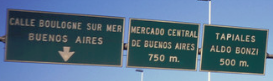 CALLE BOULOGNE SUR MER
BUENOS AIRES
MERCADO CENTRAL
DE BUENOS AIRES
750 m.
TAPIALES
ALDO BONZI
500 m.